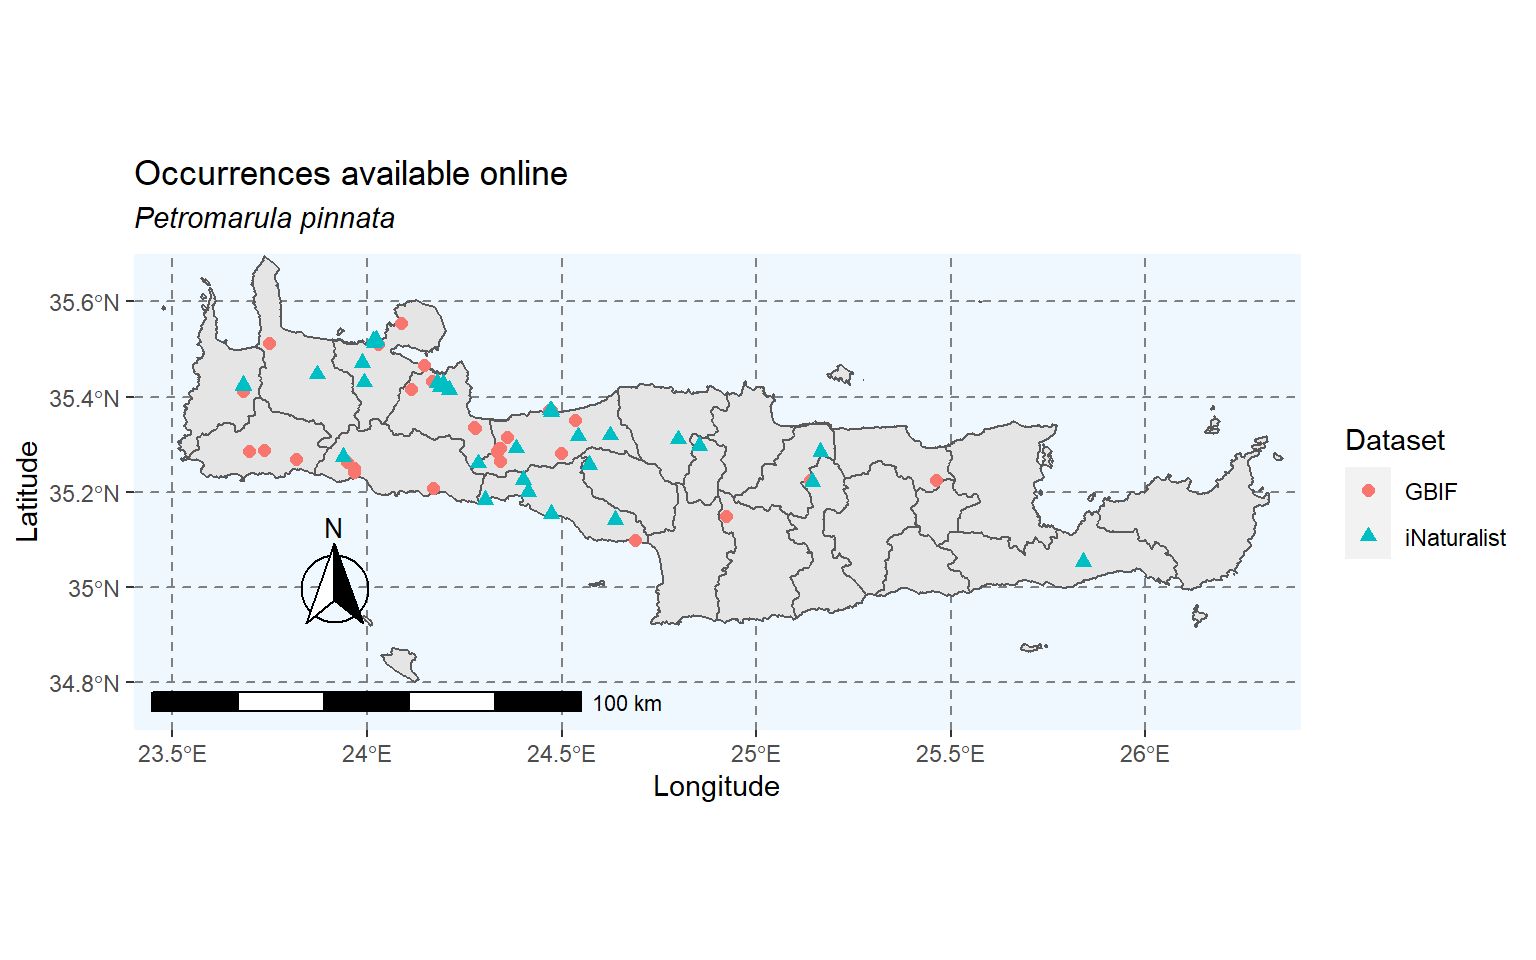 Occurrences available online
Petromarula pinnata
35.6°N
35.4°N
35.2°N
35°N
34.8°N
Latitude
N
100 km
23.5°E
24°E
24.5°E
25°E
25.5°E
26°E
Longitude
Dataset
GBIF
iNaturalist